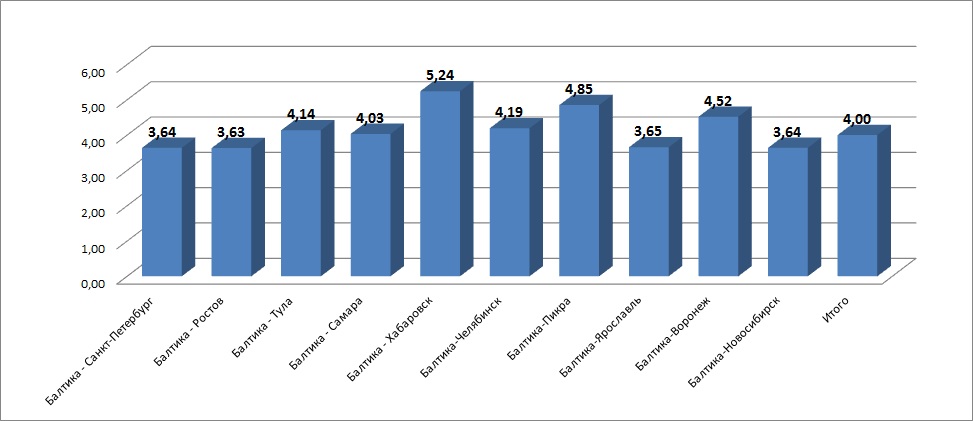 6,00
5,00
4,00
3,00
2,00
1,00
0,00
3,64
3,63
4,14
4,03
5,24
4,19
4,85
3,65
4,52
3,64
4,00
Балтика - Санкт-Петербург
Балтика - Ростов
Балтика - Тула
Балтика - Самара
Балтика - Хабаровск
Балтика-Челябинск
Балтика-Пикра
Балтика-Ярославль
Балтика-Воронеж
Балтика-Новосибирск
Итого